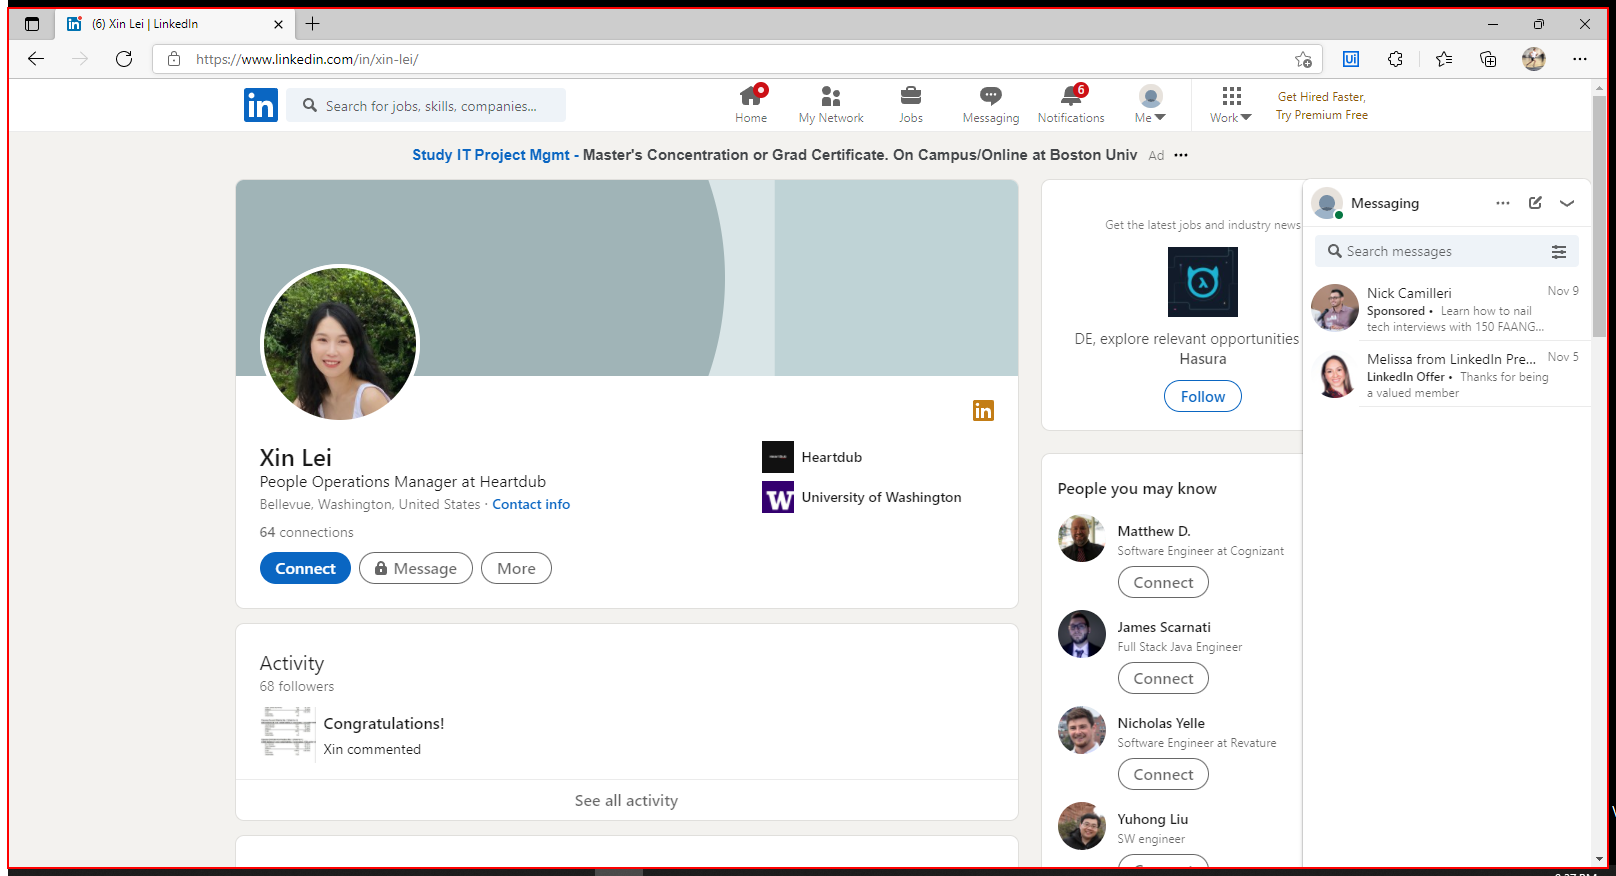 (6) Xin Lei | LinkedIn
https://www.linkedin.com/in/xin-lei/
Ui
in
Search for jobs, skills, companies...
Home
My Network
Jobs
Messaging
6
Notifications
Me
Work
Get Hired Faster,
Try Premium Free
Study IT Project Mgmt - Master's Concentration or Grad Certificate. On Campus/Online at Boston Univ Ad
in
Xin Lei
People Operations Manager at Heartdub
Bellevue, Washington, United States · Contact info
64 connections
Connect
Message
More
Heartdub
W
University of Washington
Activity
68 followers
Congratulations!
Xin commented
See all activity
Get the latest jobs and industry news
DE, explore relevant opportunities
Hasura
Follow
People you may know
Matthew D.
Software Engineer at Cognizant
Connect
James Scarnati
Full Stack Java Engineer
Connect
Nicholas Yelle
Software Engineer at Revature
Connect
Yuhong Liu
SW engineer
Messaging
Search messages
Nick Camilleri Nov 9
Sponsored • Learn how to nail
tech interviews with 150 FAANG...
Melissa from LinkedIn Pre... Nov 5
LinkedIn Offer • Thanks for being
a valued member